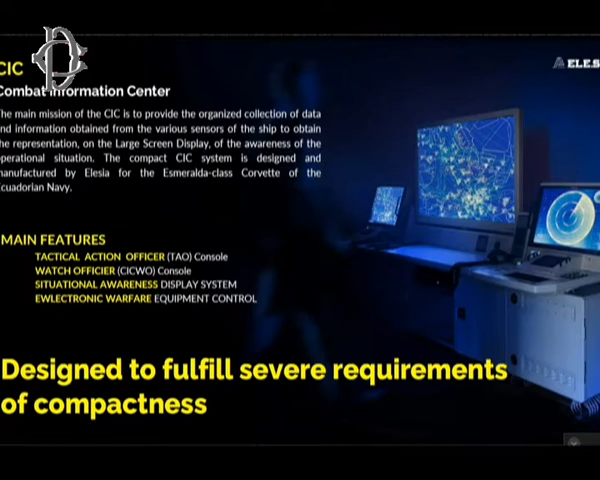 CIC
ELES
Combat Information Center
he main mission of the CIC is to provide the organized collection of data
nd information obtained from the various sensors of the ship to obtain
he representation, on the Large Screen Display, of the awareness of the
perational situation. The compact CIC system is designed and
manufactured by Elesia for the Esmeralda-class Corvette of the
cuadorian Navy.
MAIN FEATURES
TACTICAL ACTION OFFICER (TAO) Console
WATCH OFFICIER (CICWO) Console
SITUATIONAL AWARENESS DISPLAY SYSTEM
EWLECTRONIC WARFARE EQUIPMENT CONTROL
Designed to fulfill severe requirements
of compactness